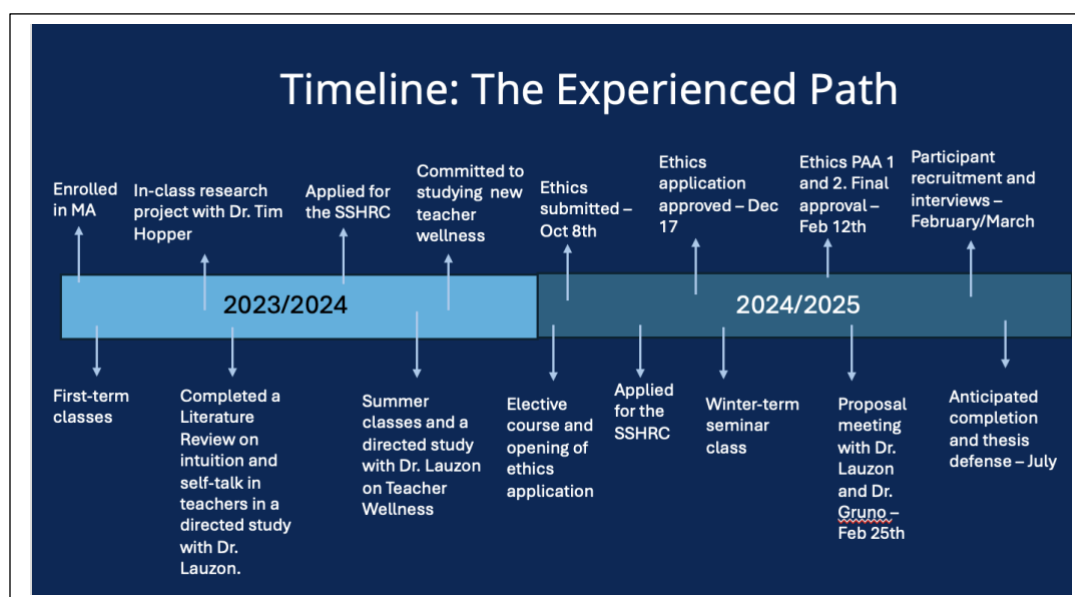 Timeline: The Experienced Path
Enrolled
in MA
In-class research
project with Dr. Tim
Hopper
Applied for
the SSHRC
Committed to
studying new
teacher
wellness
Ethics
submitted –
Oct 8th
Ethics
application
approved – Dec
17
Ethics PAA 1
and 2. Final
approval –
Feb 12th
Participant
recruitment and
interviews –
February/March
2023/2024
2024/2025
First-term
classes
Completed a
Literature
Review on
intuition and
self-talk in
teachers in a
directed study
with Dr.
Lauzon.
Summer
classes and a
directed study
with Dr. Lauzon
on Teacher
Wellness
Elective
course and
opening of
ethics
application
Applied
for the
SSHRC
Winter-term
seminar
class
Proposal
meeting with Dr.
Lauzon
and Dr.
Gruno –
Feb 25th
Anticipated
completion
and thesis
defense – July